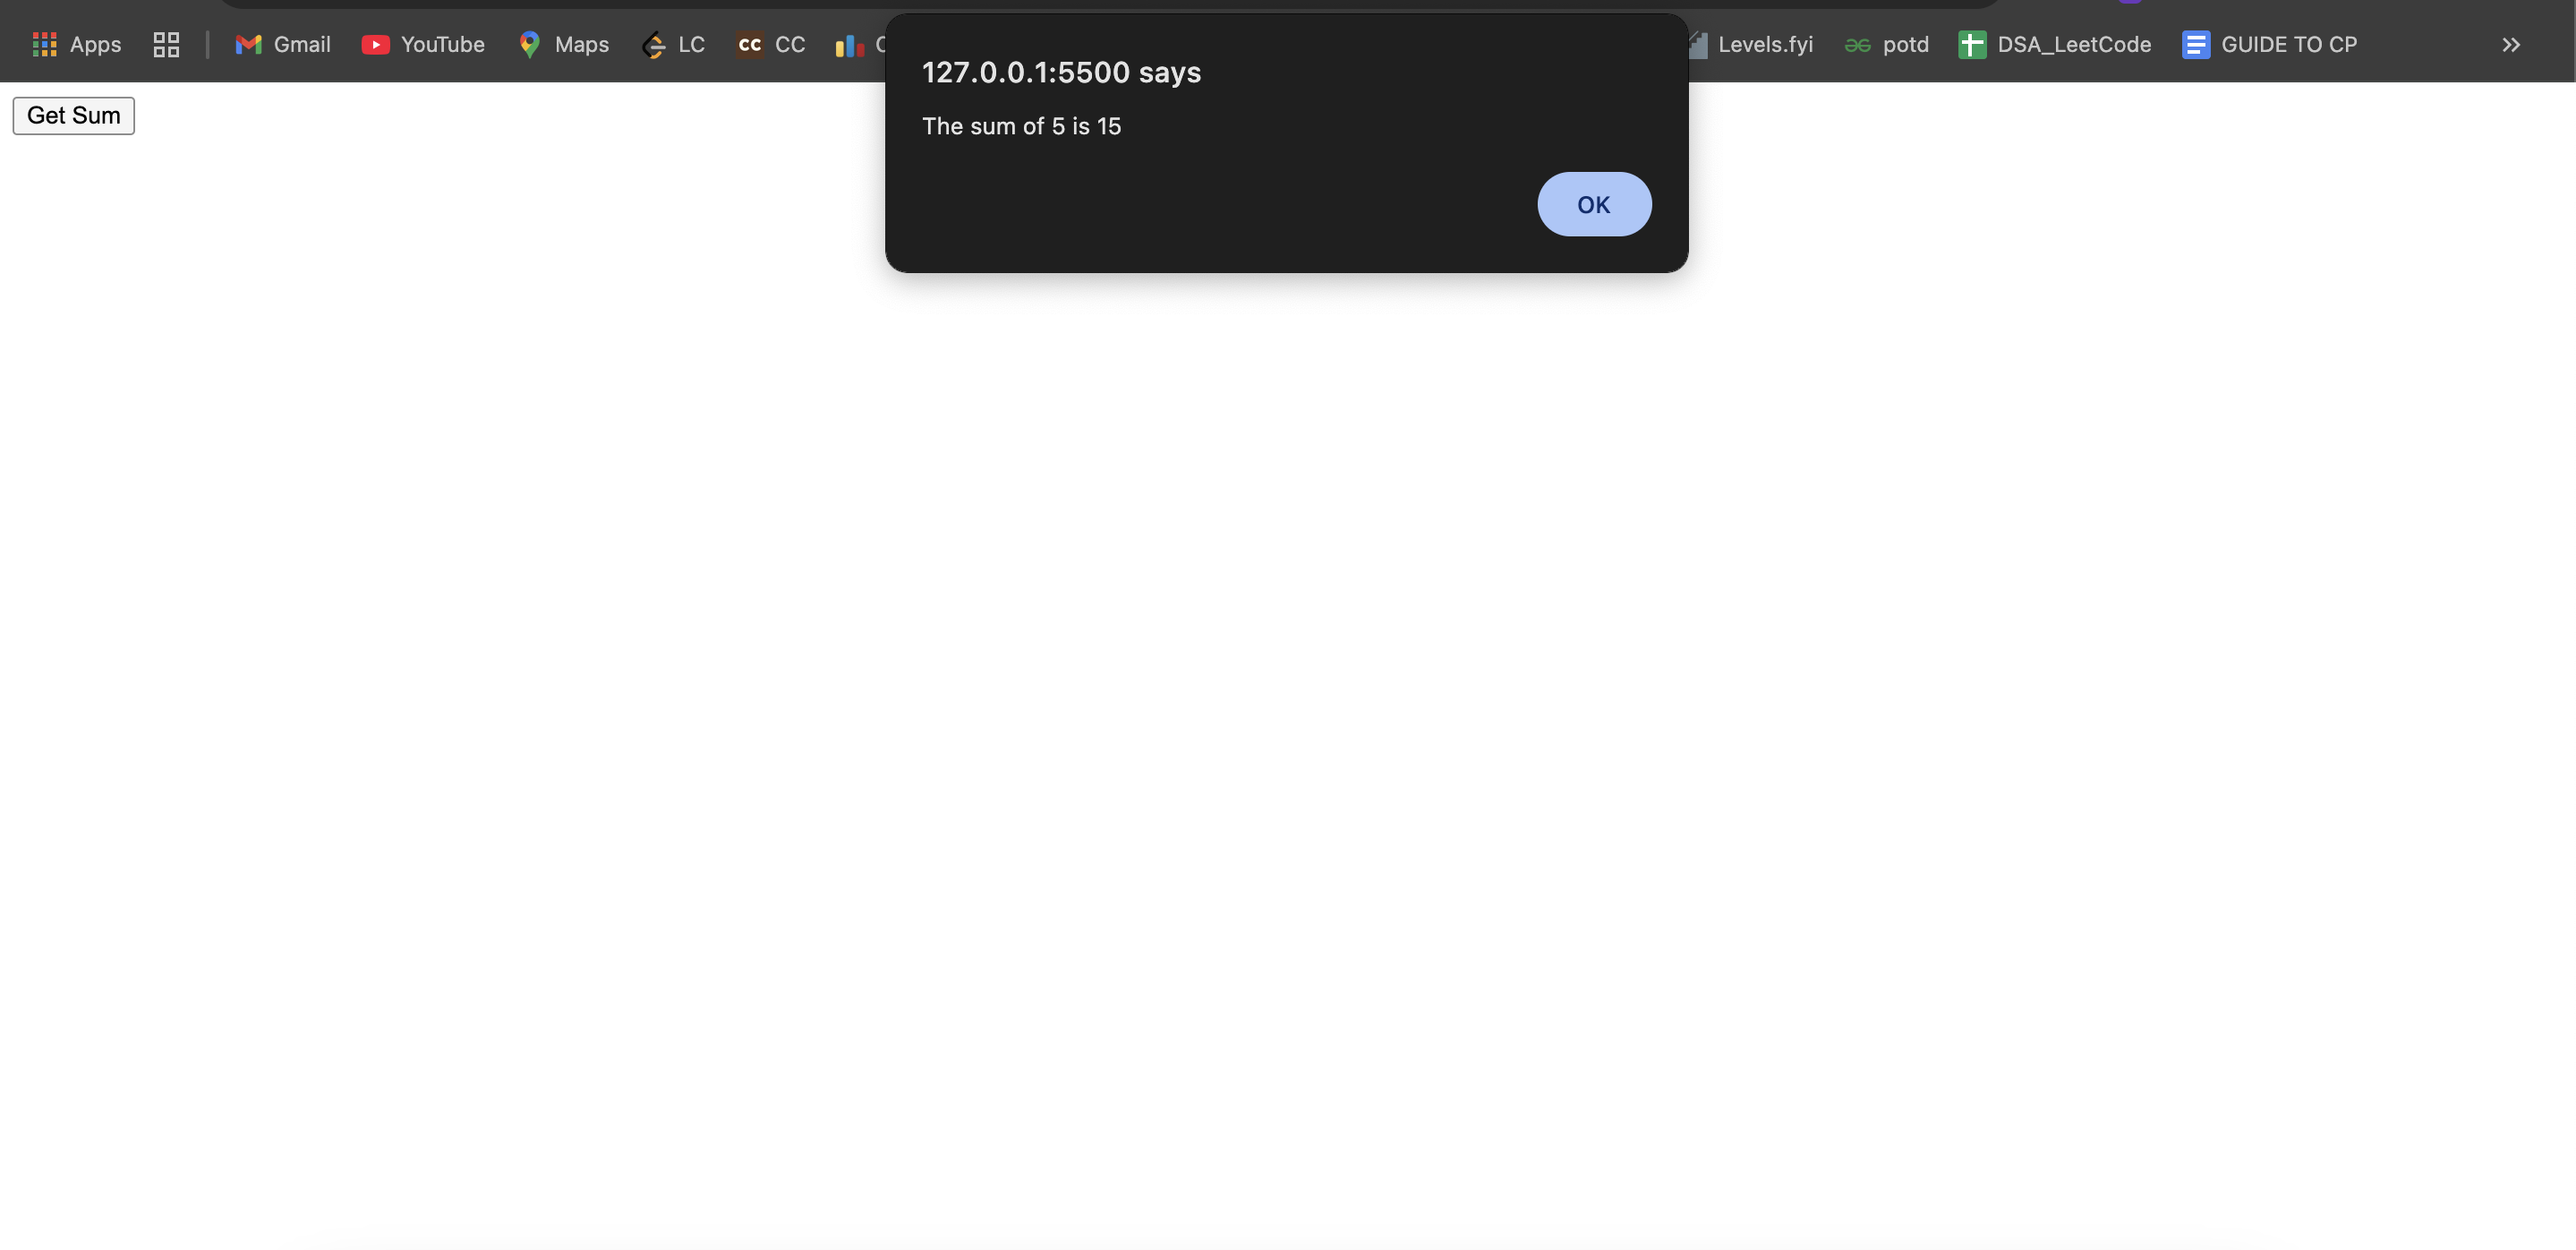 Apps Gmail YouTube Maps LC CC CC Levels.fyi potd DSA_LeetCode GUIDE TO CP
127.0.0.1:5500 says
Get Sum
The sum of 5 is 15
OK